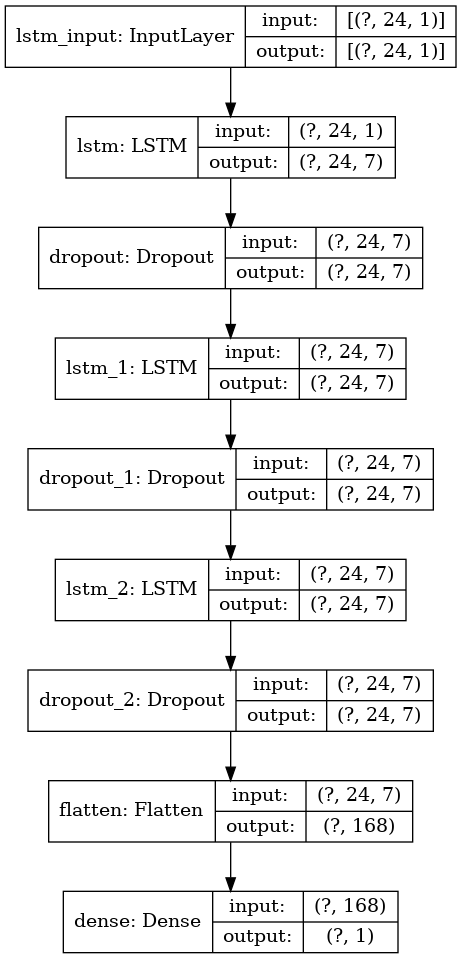 lstm_input: InputLayer
input: [(?, 24, 1)]
output: [(?, 24, 1)]
lstm: LSTM
input: (?, 24, 1)
output: (?, 24, 7)
dropout: Dropout
input: (?, 24, 7)
output: (?, 24, 7)
lstm_1: LSTM
input: (?, 24, 7)
output: (?, 24, 7)
dropout_1: Dropout
input: (?, 24, 7)
output: (?, 24, 7)
lstm_2: LSTM
input: (?, 24, 7)
output: (?, 24, 7)
dropout_2: Dropout
input: (?, 24, 7)
output: (?, 24, 7)
flatten: Flatten
input: (?, 24, 7)
output: (?, 168)
dense: Dense
input: (?, 168)
output: (?, 1)